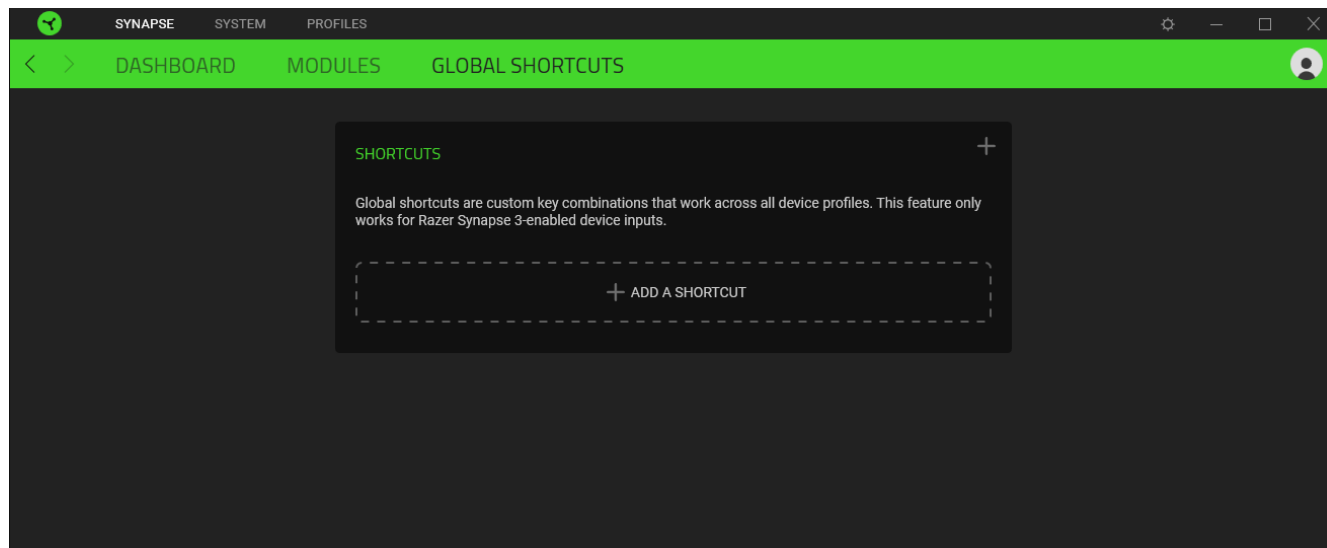 SYNAPSE SYSTEM PROFILES
DASHBOARD MODULES GLOBAL SHORTCUTS
SHORTCUTS
Global shortcuts are custom key combinations that work across all device profiles. This feature only
works for Razer Synapse 3-enabled device inputs.
ADD A SHORTCUT